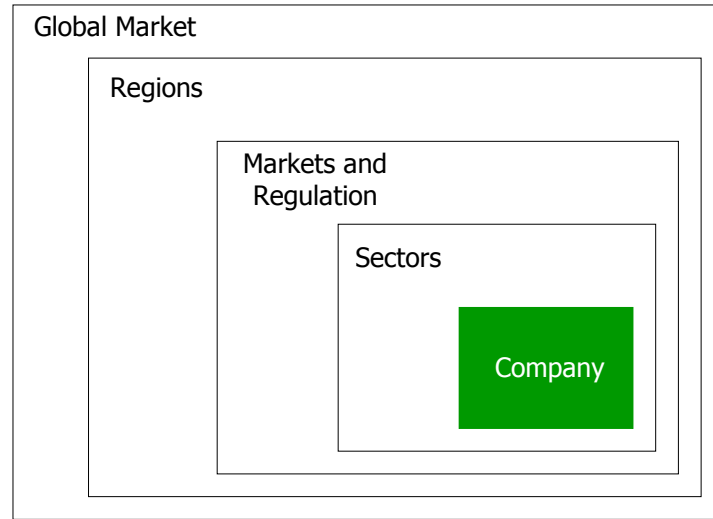 Global Market
Regions
Markets and
Regulation
Sectors
Company